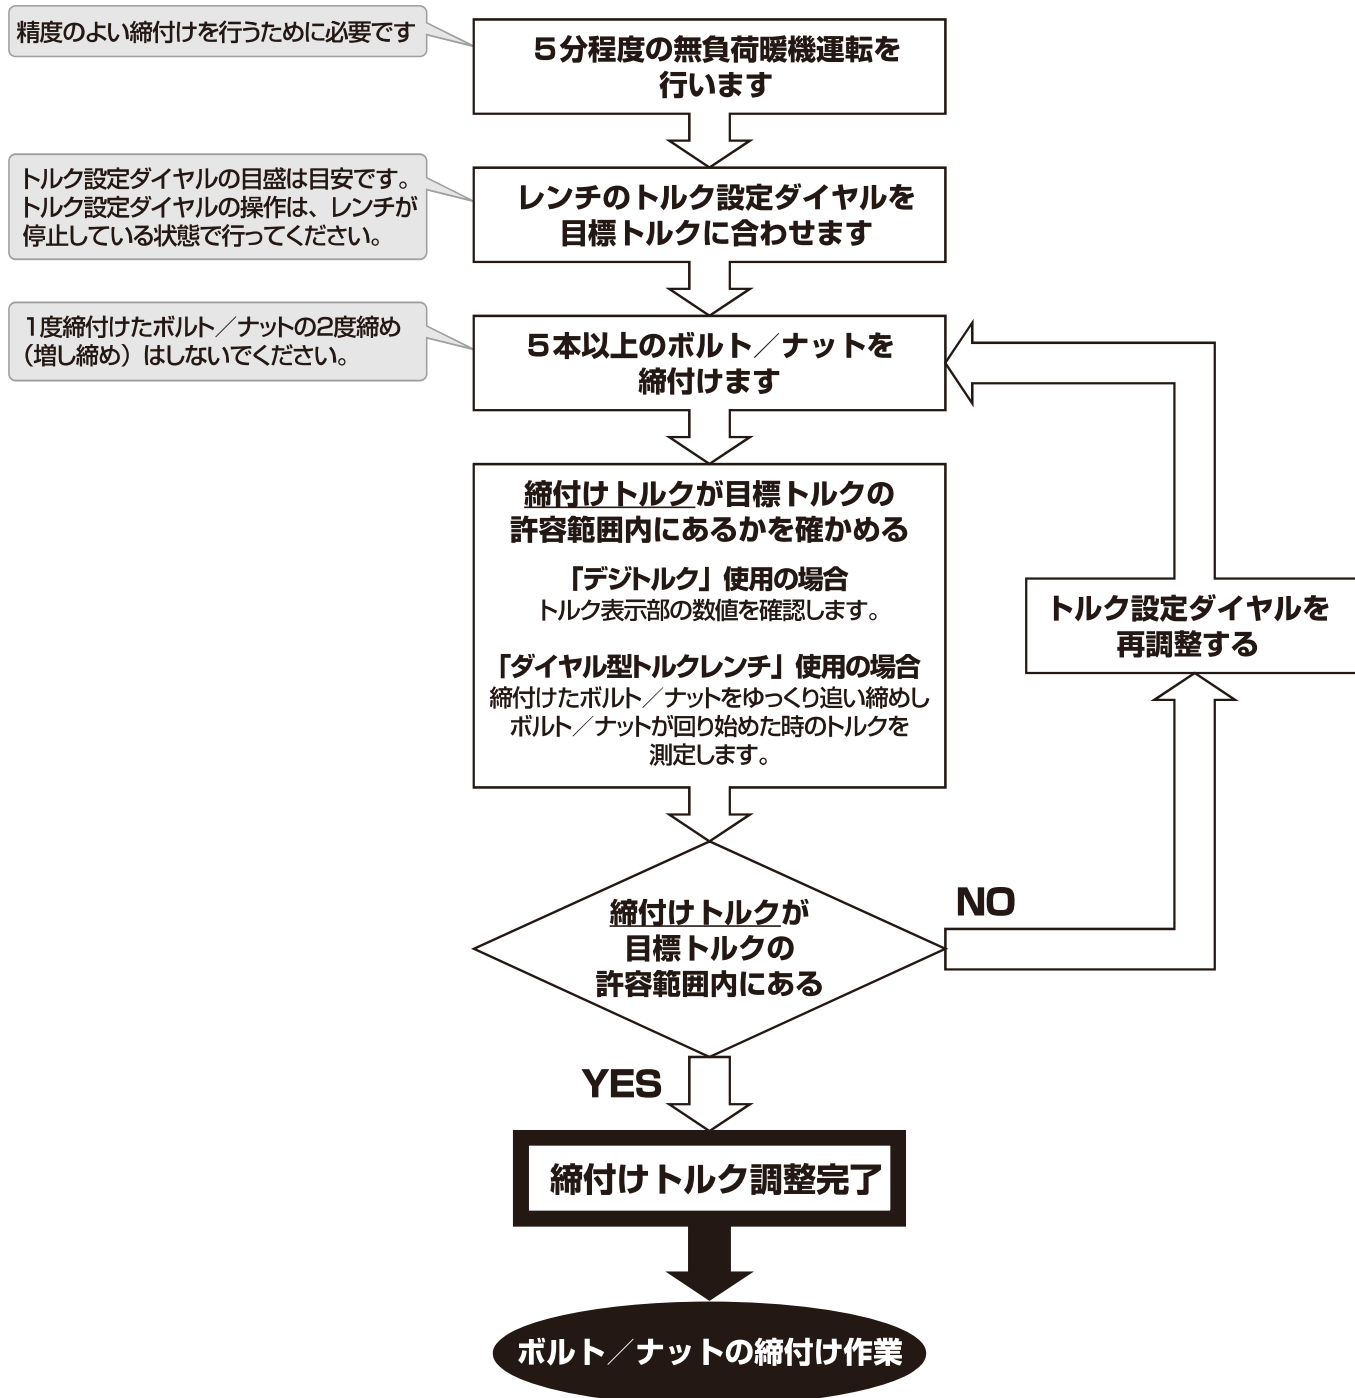 精度のよい締付けを行うために必要です
５分程度の無負荷暖機運転を
行います
トルク設定ダイヤルの目盛は目安です。
トルク設定ダイヤルの操作は、レンチが
停止している状態で行ってください。
レンチのトルク設定ダイヤルを
目標トルクに合わせます
1度締付けたボルト／ナットの2度締め
（増し締め）はしないでください。
５本以上のボルト／ナットを
締付けます
締付けトルクが目標トルクの
許容範囲内にあるかを確かめる
「デジトルク」使用の場合
トルク表示部の数値を確認します。
「ダイヤル型トルクレンチ」使用の場合
締付けたボルト／ナットをゆっくり追い締めし
ボルト／ナットが回り始めた時のトルクを
測定します。
トルク設定ダイヤルを
再調整する
締付けトルクが
目標トルクの
許容範囲内にある
NO
YES
締付けトルク調整完了
ボルト／ナットの締付け作業